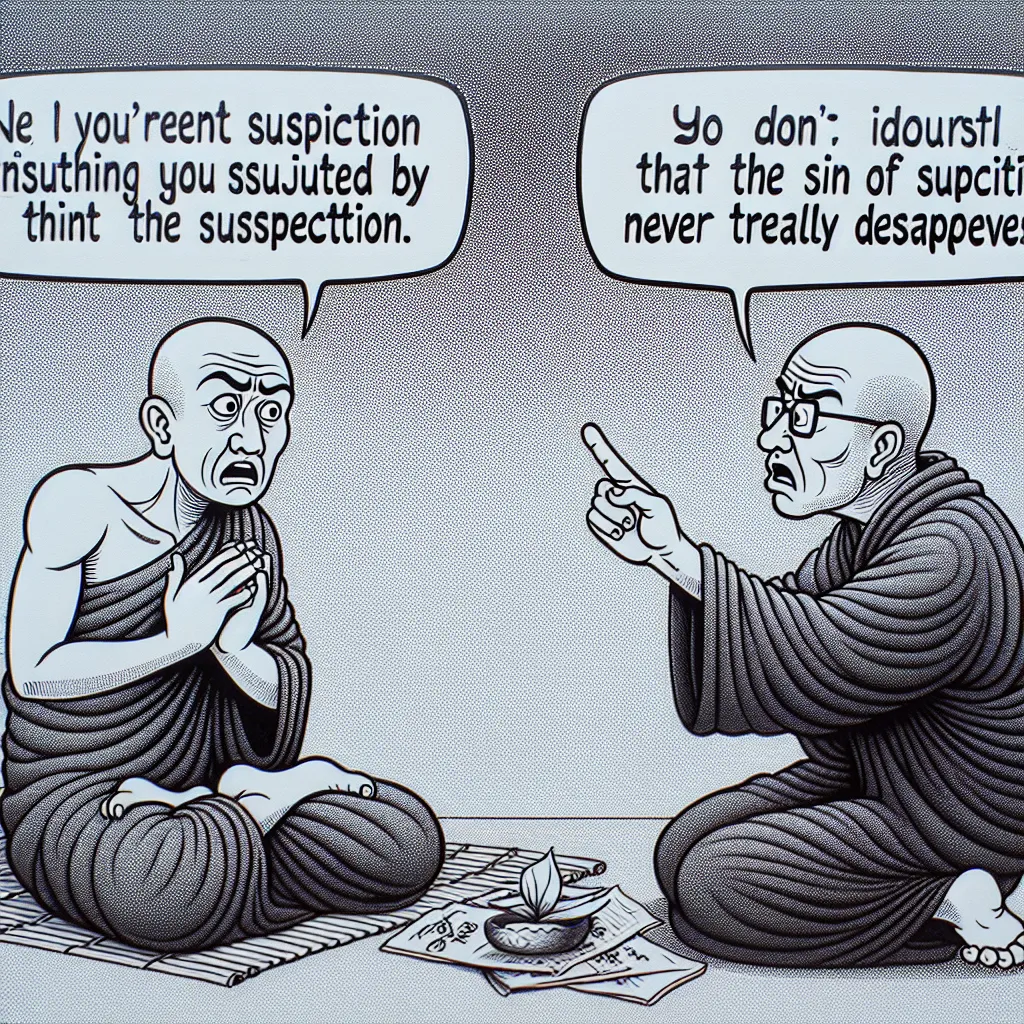 Ne I you'reent suspiction
nsuthing you ssujuted by
thint the susspecttion.
Yo don': idourstl
that the sin of supciti
never treally desappeves